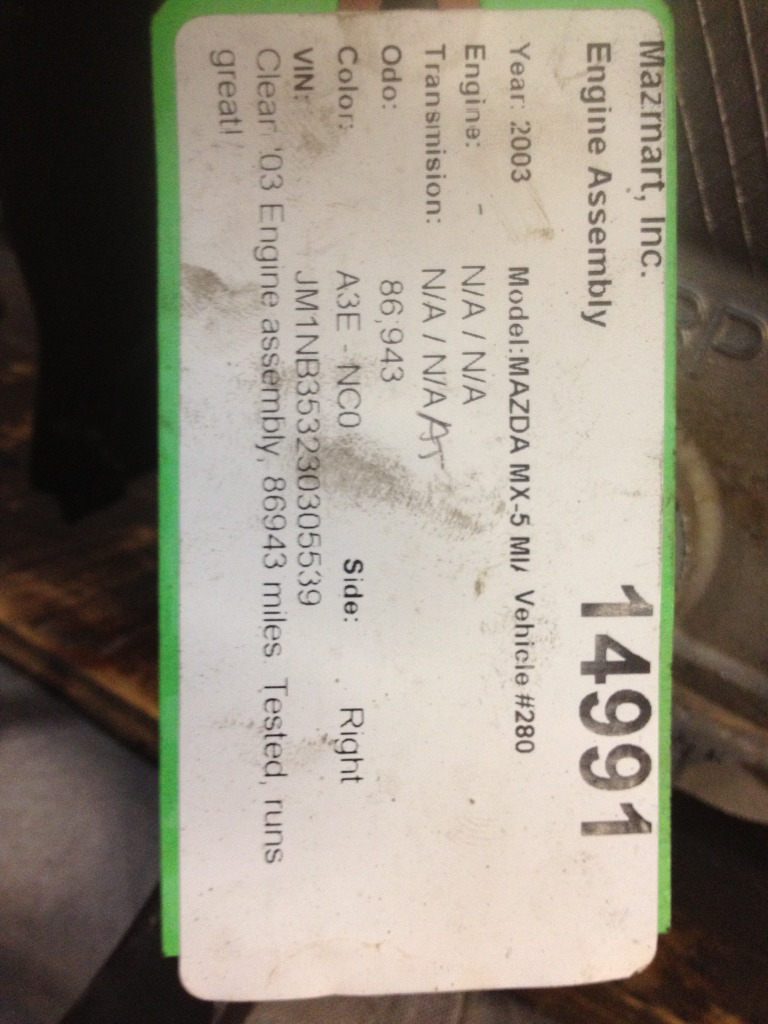 Mazmart, Inc.
Engine Assembly 14991
Year: 2003 Model:MAZDA MX-5 MI Vehicle #280
Engine: - N/A / N/A
Transmision: N/A / N/A AT
Odo: 86,943
Color: A3E - NC0 Side: Right
VIN: JM1NB353230305539
Clear '03 Engine assembly, 86943 miles. Tested, runs
great!